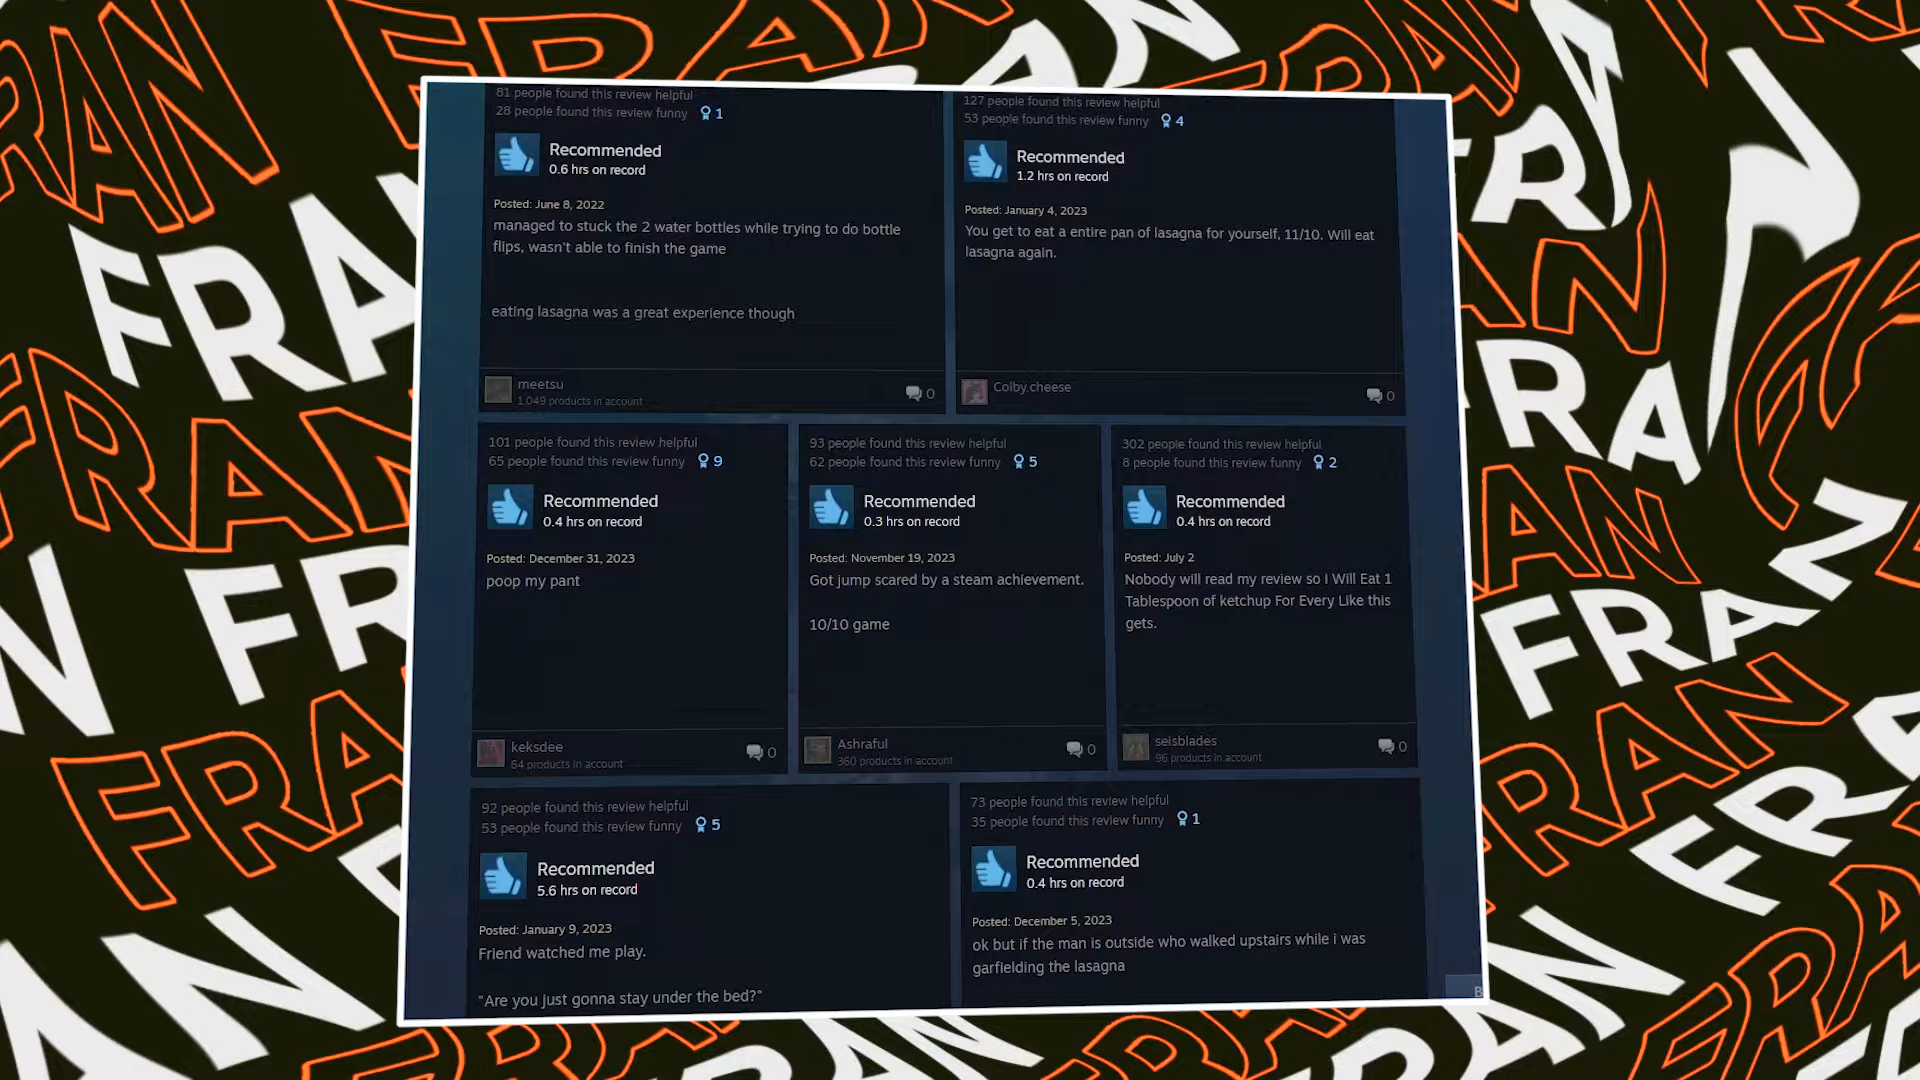 81 people found this review helpful
28 people found this review funny 1
Recommended
0.6 hrs on record
Posted: June 8, 2022
managed to stuck the 2 water bottles while trying to do bottle
flips, wasn't able to finish the game
eating lasagna was a great experience though
meetsu
1,049 products in account
0
127 people found this review helpful
53 people found this review funny 4
Recommended
1.2 hrs on record
Posted: January 4, 2023
You get to eat a entire pan of lasagna for yourself, 11/10. Will eat
lasagna again.
Colby.cheese
0
101 people found this review helpful
65 people found this review funny 9
Recommended
0.4 hrs on record
Posted: December 31, 2023
poop my pant
keksdee
64 products in account
0
93 people found this review helpful
62 people found this review funny 5
Recommended
0.3 hrs on record
Posted: November 19, 2023
Got jump scared by a steam achievement.
10/10 game
Ashraful
360 products in account
0
302 people found this review helpful
8 people found this review funny 2
Recommended
0.4 hrs on record
Posted: July 2
Nobody will read my review so I Will Eat 1
Tablespoon of ketchup For Every Like this
gets.
seisblades
96 products in account
0
92 people found this review helpful
53 people found this review funny 5
Recommended
5.6 hrs on record
Posted: January 9, 2023
Friend watched me play.
"Are you just gonna stay under the bed?"
73 people found this review helpful
35 people found this review funny 1
Recommended
0.4 hrs on record
Posted: December 5, 2023
ok but if the man is outside who walked upstairs while i was
garfielding the lasagna
FRAN
FRAN
FRAN
FRAN